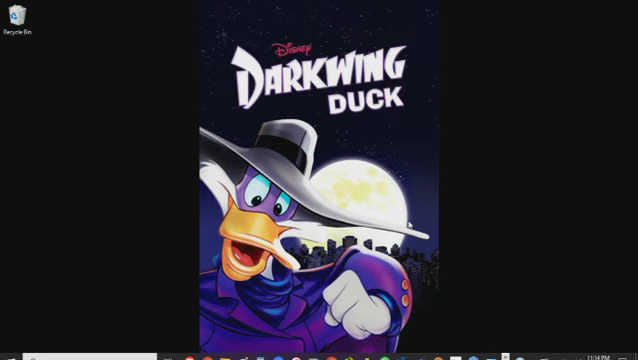 Recycle Bin
Disney
DARKWING
DUCK
11:14 PM